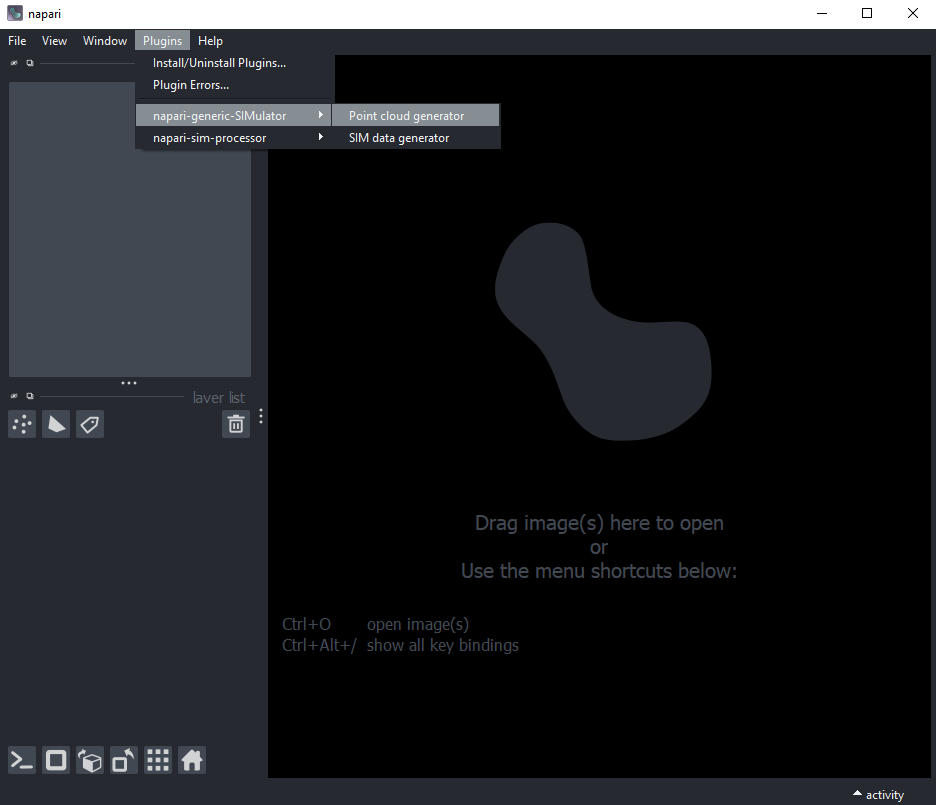 napari
File View Window Plugins Help
Install/Uninstall Plugins...
Plugin Errors...
napari-generic-SIMulator
Point cloud generator
napari-sim-processor
SIM data generator
laver list
Drag image(s) here to open
or
Use the menu shortcuts below:
Ctrl+O open image(s)
Ctrl+Alt+/ show all key bindings
activity